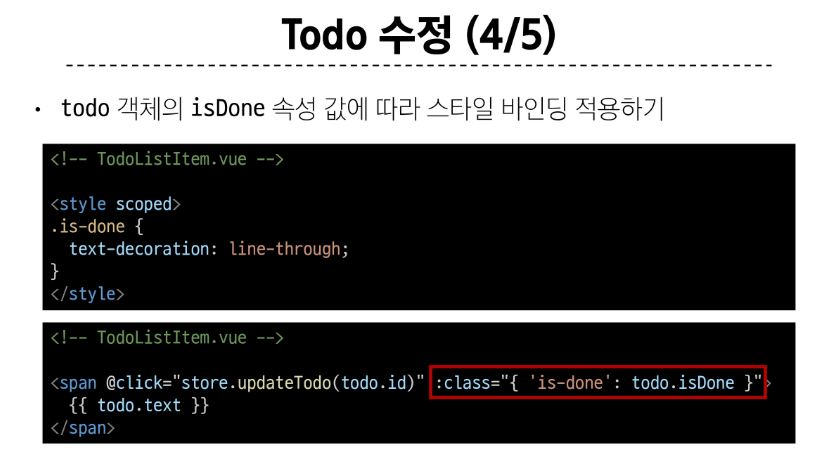 Todo 수정 (4/5)
• todo 객체의 isDone 속성 값에 따라 스타일 바인딩 적용하기
<!-- TodoListItem.vue -->
<style scoped>
.is-done {
  text-decoration: line-through;
}
</style>
<!-- TodoListItem.vue -->
<span @click="store.updateTodo(todo.id)" :class="{ 'is-done': todo.isDone }">
  {{ todo.text }}
</span>